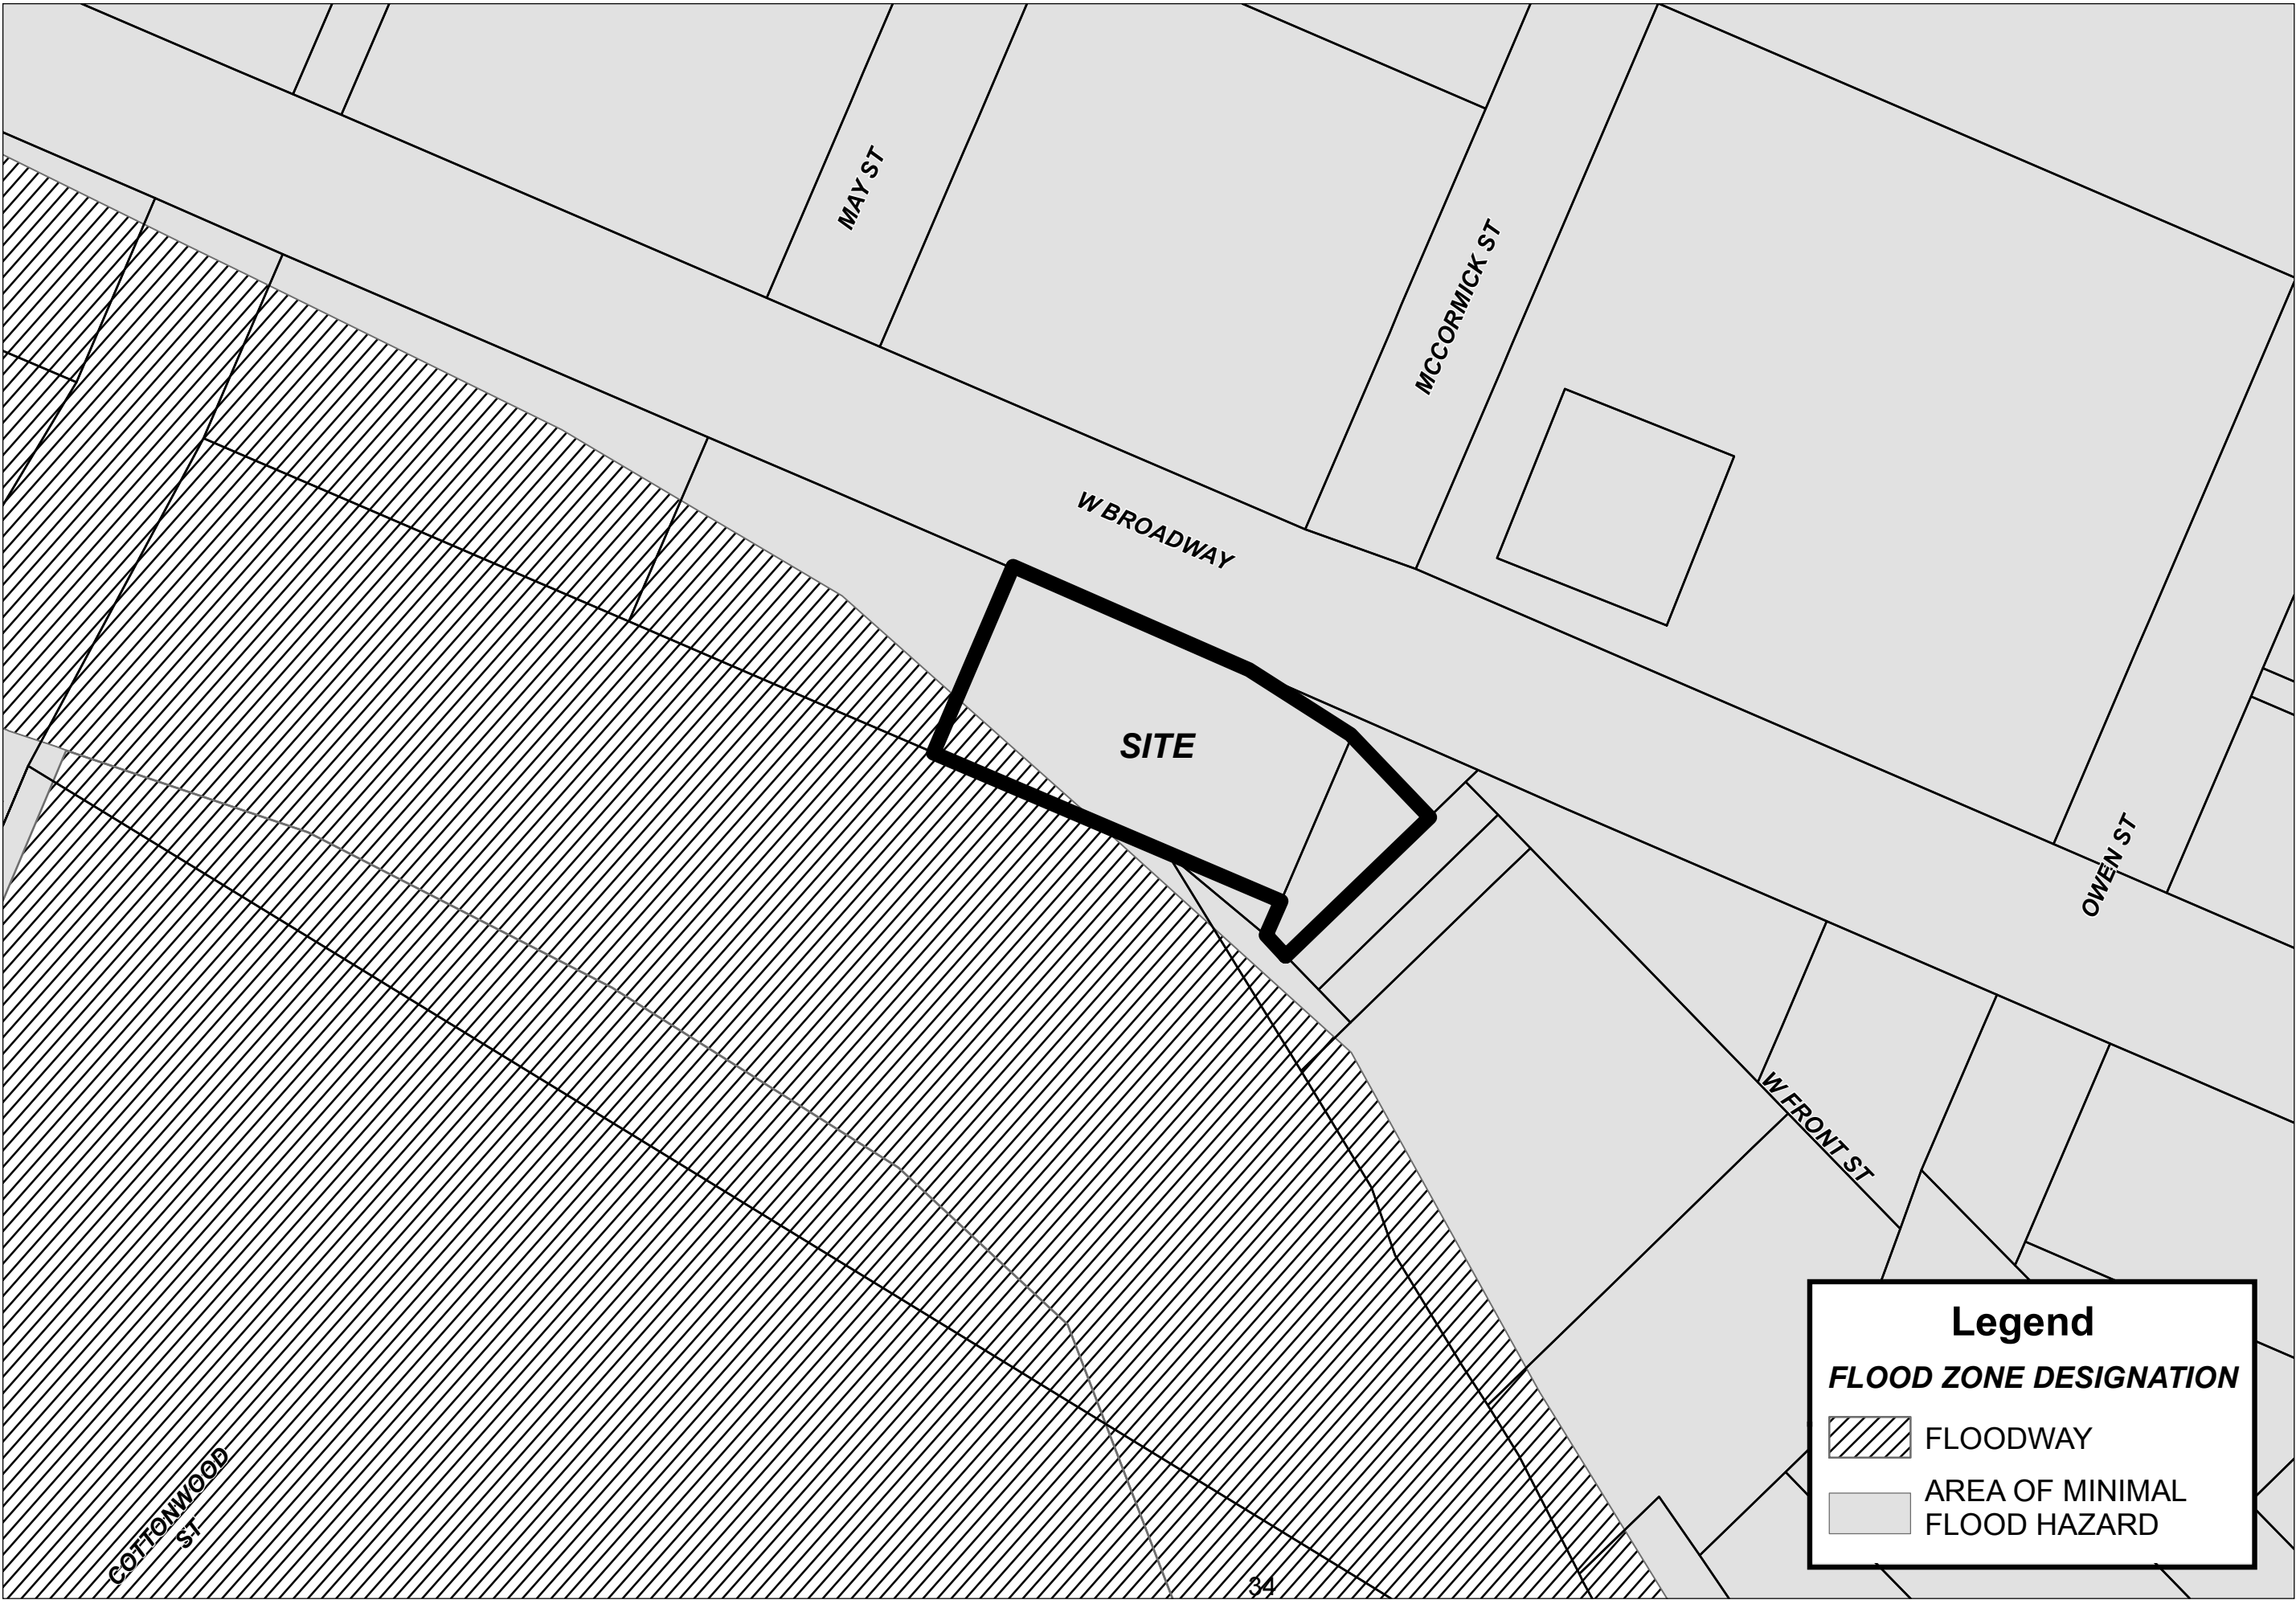 MAY ST
MCCORMICK ST
W BROADWAY
SITE
OWEN ST
W FRONT ST
COTTONWOOD
ST
34
Legend
FLOOD ZONE DESIGNATION
FLOODWAY
AREA OF MINIMAL
FLOOD HAZARD